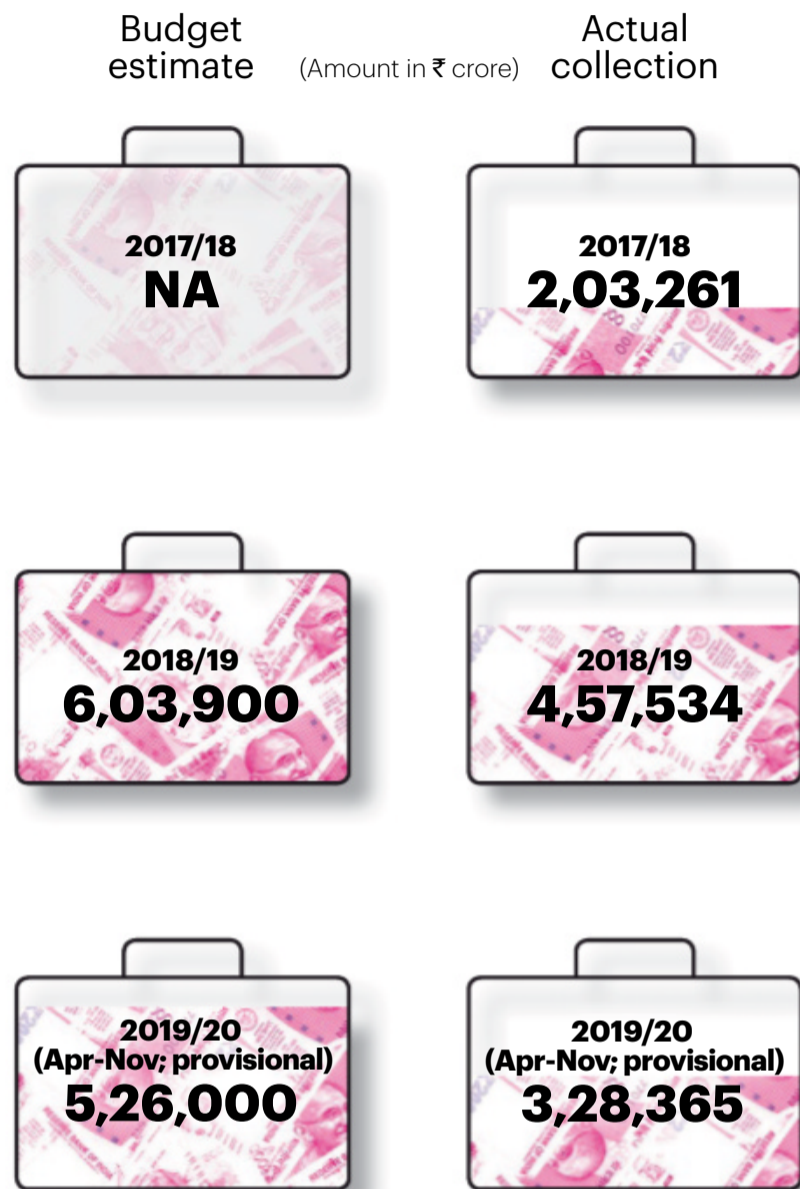 Budget
estimate
(Amount in ₹ crore)
Actual
collection
2017/18
NA
2017/18
2,03,261
2018/19
6,03,900
2018/19
4,57,534
2019/20
(Apr-Nov; provisional)
5,26,000
2019/20
(Apr-Nov; provisional)
3,28,365